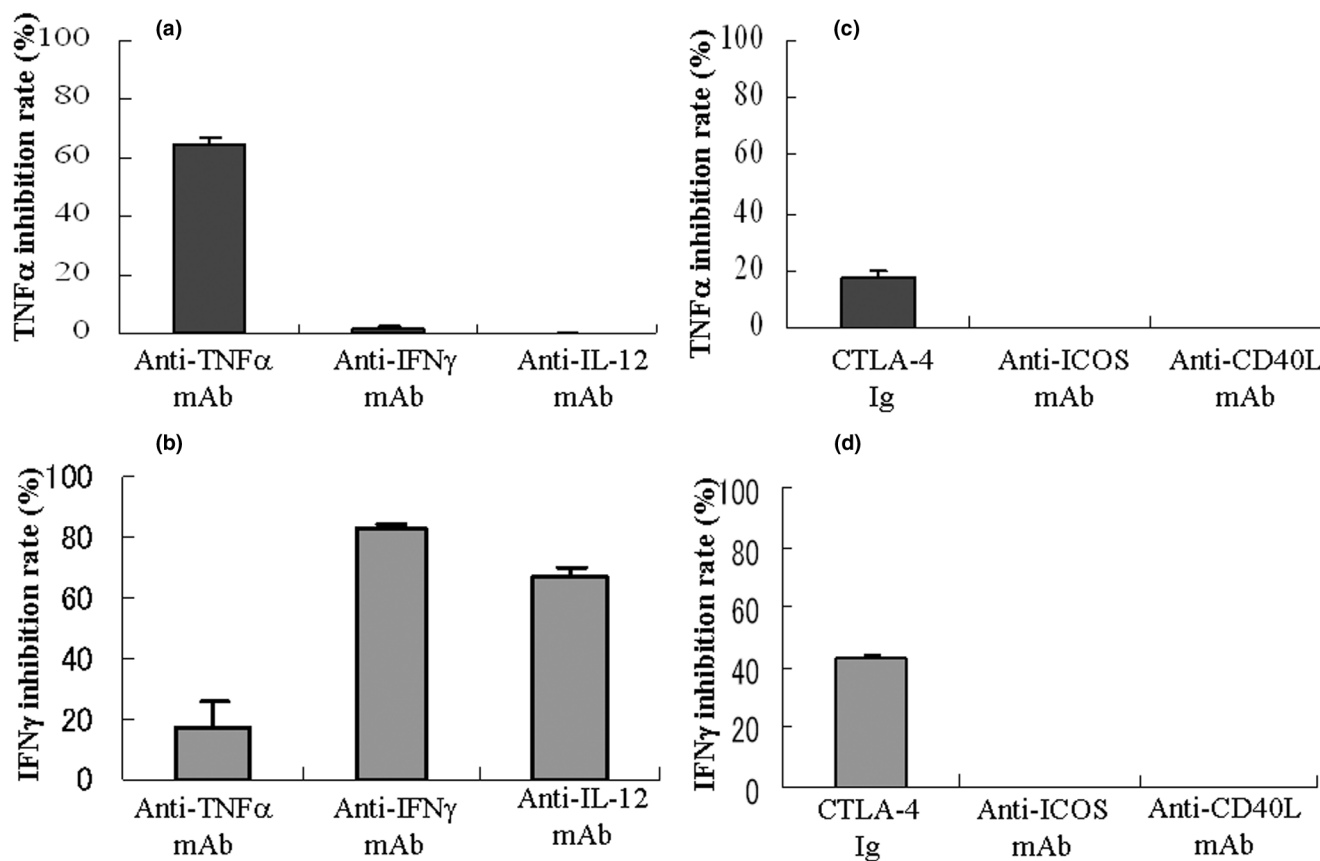 (a)
TNFα inhibition rate (%)
100
80
60
40
20
0
Anti-TNFα
mAb
Anti-IFNγ
mAb
Anti-IL-12
mAb
(c)
TNFα inhibition rate (%)
100
80
60
40
20
0
CTLA-4
Ig
Anti-ICOS
mAb
Anti-CD40L
mAb
(b)
IFNγ inhibition rate (%)
100
80
60
40
20
0
Anti-TNFα
mAb
Anti-IFNγ
mAb
Anti-IL-12
mAb
(d)
IFNγ inhibition rate (%)
100
80
60
40
20
0
CTLA-4
Ig
Anti-ICOS
mAb
Anti-CD40L
mAb